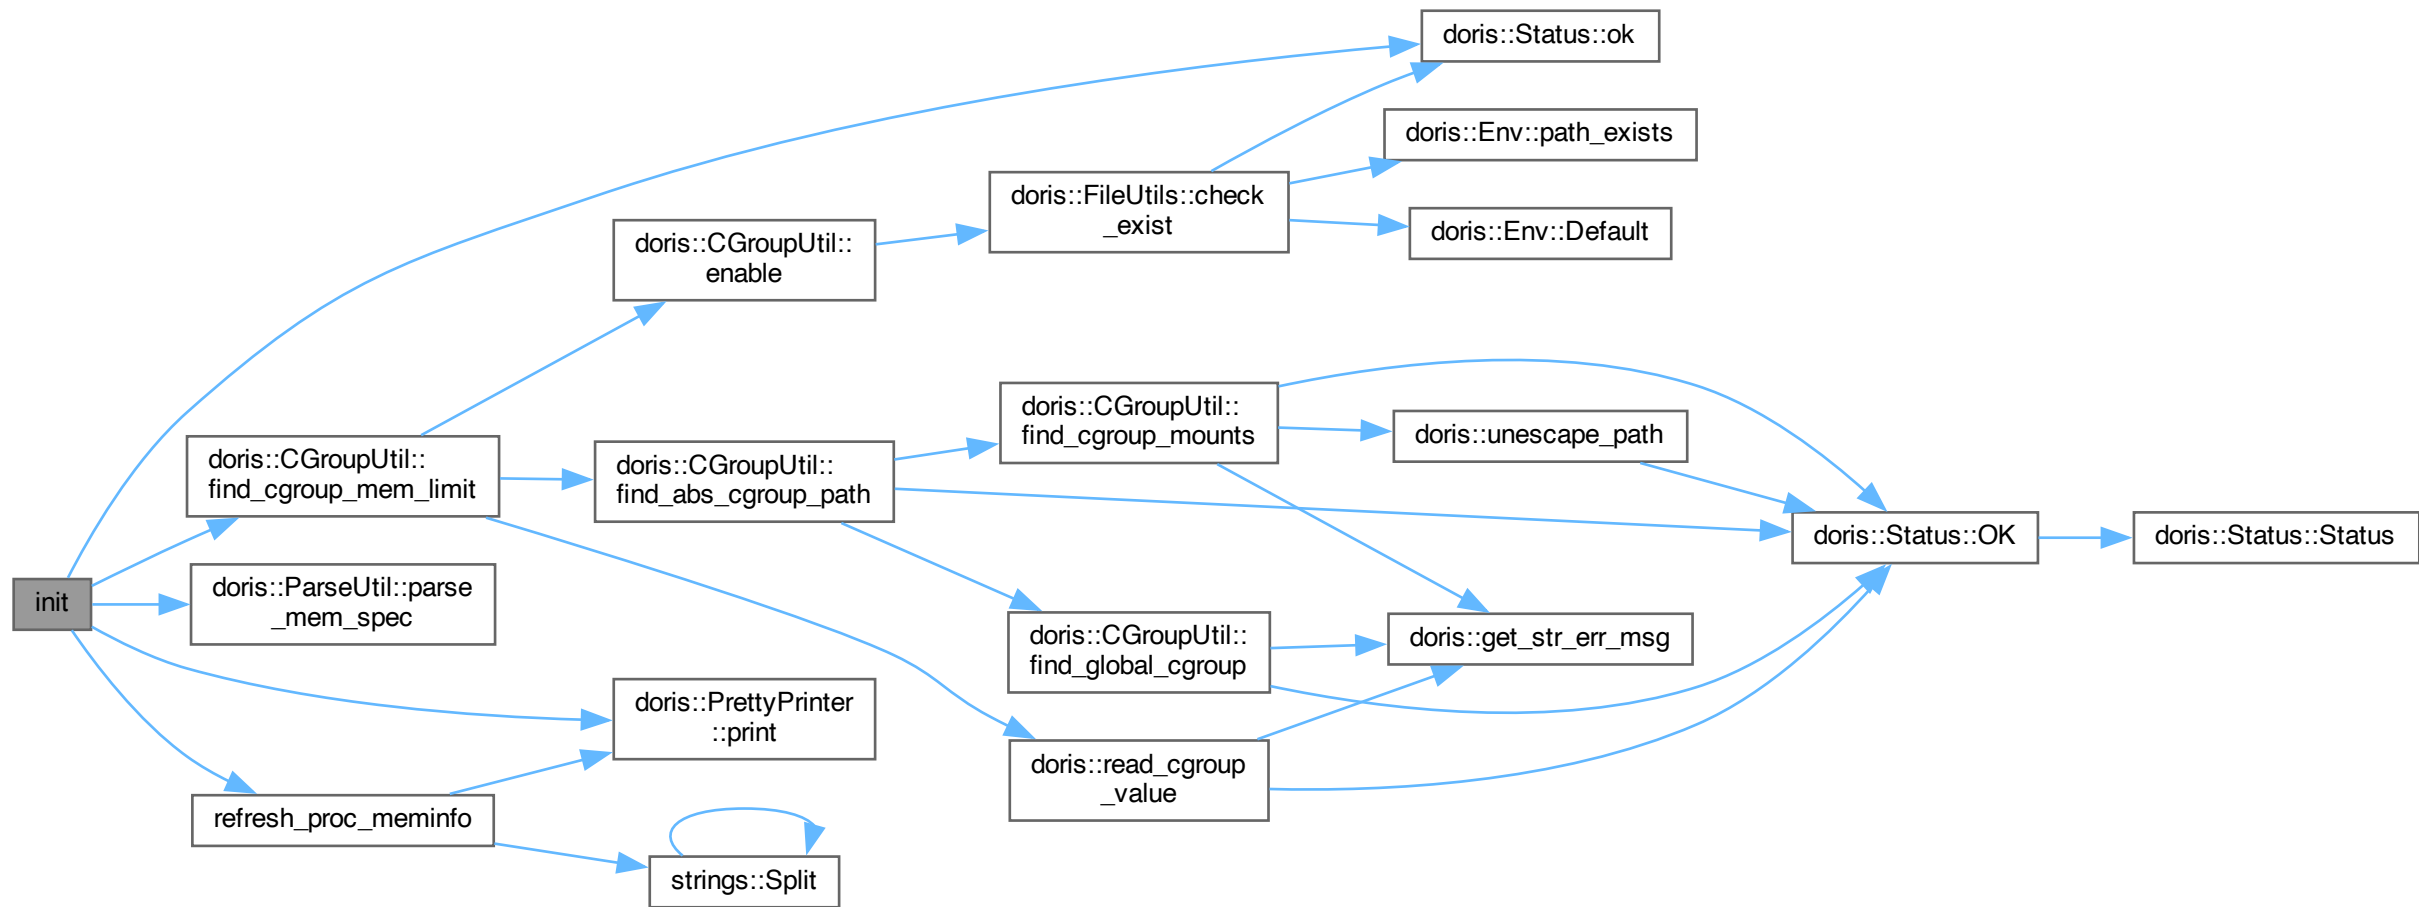 doris::Status::ok
doris::Env::path_exists
doris::FileUtils::check
_exist
doris::Env::Default
doris::CGroupUtil::
enable
doris::CGroupUtil::
find_cgroup_mounts
doris::unescape_path
doris::CGroupUtil::
find_cgroup_mem_limit
doris::CGroupUtil::
find_abs_cgroup_path
doris::Status::OK
doris::Status::Status
init
doris::ParseUtil::parse
_mem_spec
doris::CGroupUtil::
find_global_cgroup
doris::get_str_err_msg
doris::PrettyPrinter
::print
doris::read_cgroup
_value
refresh_proc_meminfo
strings::Split